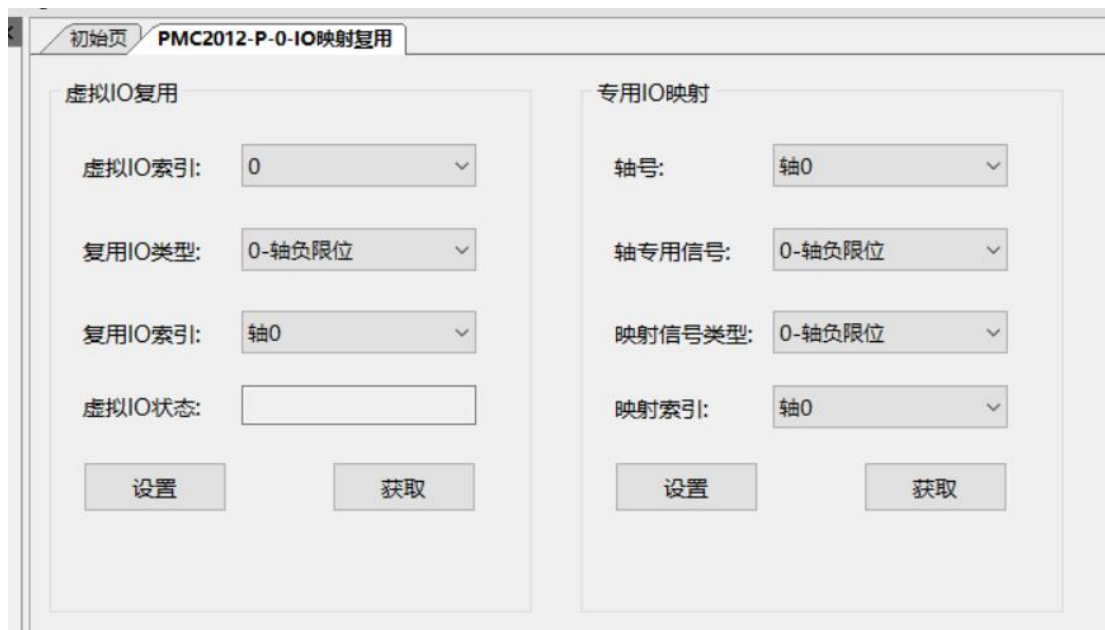 初始页
PMC2012-P-0-IO映射复用
虚拟IO复用
虚拟IO索引: 0
复用IO类型: 0-轴负限位
复用IO索引: 轴0
虚拟IO状态:
设置 获取
专用IO映射
轴号: 轴0
轴专用信号: 0-轴负限位
映射信号类型: 0-轴负限位
映射索引: 轴0
设置 获取